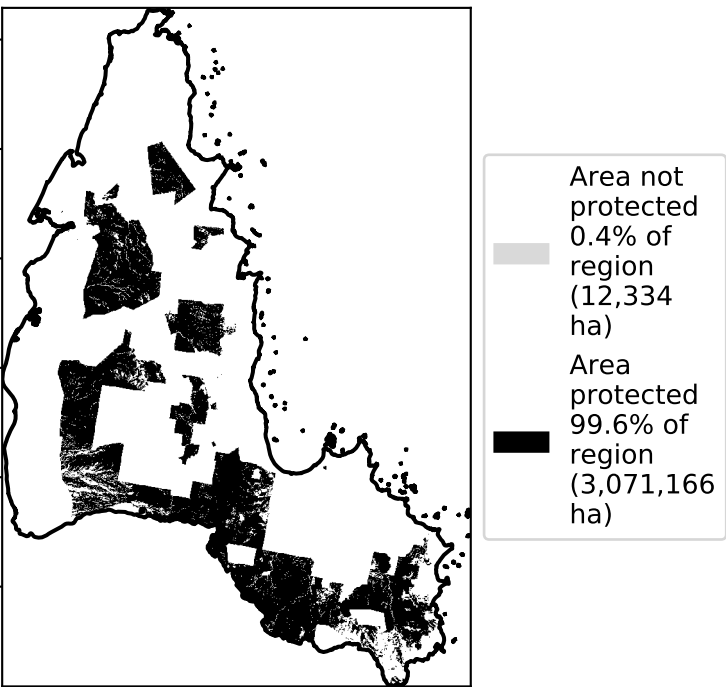 Area not
protected
0.4% of
region
(12,334
ha)
Area
protected
99.6% of
region
(3,071,166
ha)